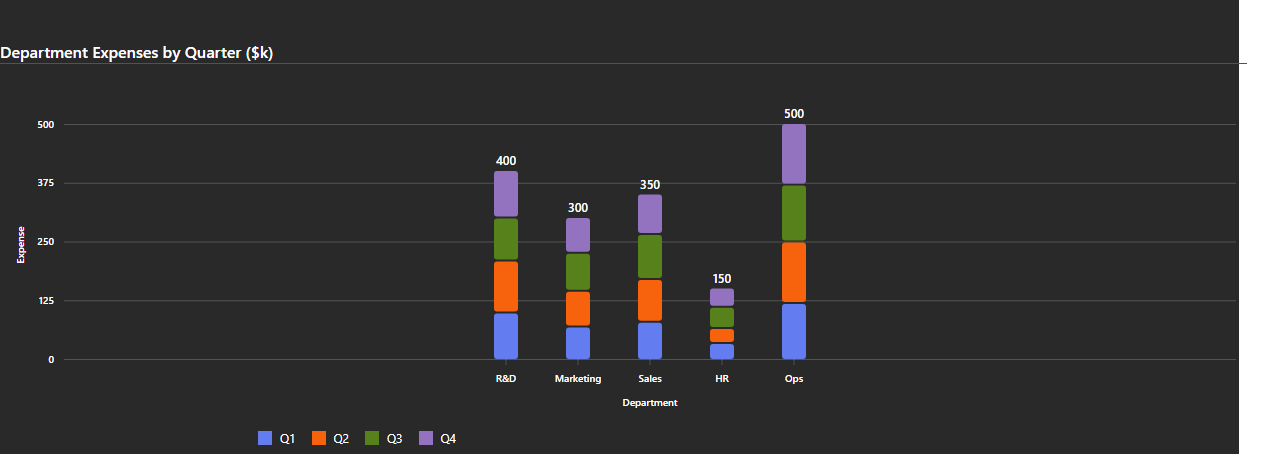 Department Expenses by Quarter ($k)
500
400
500
375
350
300
250
150
125
0
Expense
R&D Marketing Sales HR Ops
Department
Q1 Q2 Q3 Q4